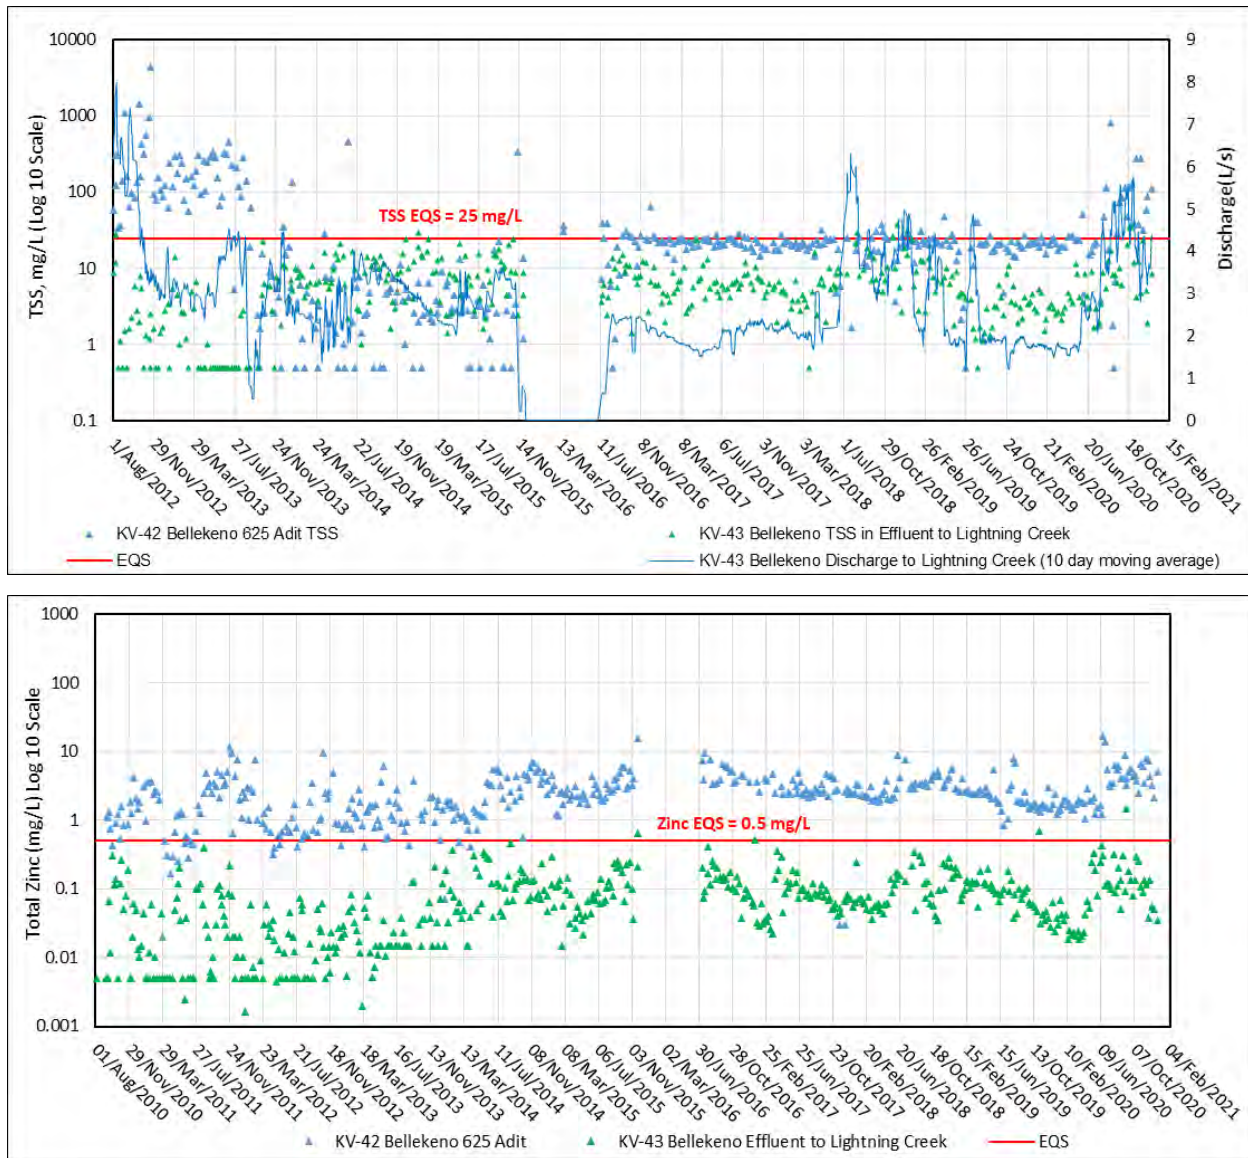 10000
1000
100
10
1
0.1
TSS, mg/L (Log 10 Scale)
TSS EQS = 25 mg/L
9
8
7
6
5
4
3
2
1
0
Discharge(L/s)
1/Aug/2012
29/Nov/2012
29/Mar/2013
27/Jul/2013
24/Nov/2013
24/Mar/2014
22/Jul/2014
19/Nov/2014
19/Mar/2015
17/Jul/2015
14/Nov/2015
13/Mar/2016
11/Jul/2016
8/Nov/2016
8/Mar/2017
6/Jul/2017
3/Nov/2017
3/Mar/2018
1/Jul/2018
29/Oct/2018
26/Feb/2019
26/Jun/2019
24/Oct/2019
21/Feb/2020
20/Jun/2020
18/Oct/2020
15/Feb/2021
KV-42 Bellekeno 625 Adit TSS
KV-43 Bellekeno TSS in Effluent to Lightning Creek
EQS
KV-43 Bellekeno Discharge to Lightning Creek (10 day moving average)
1000
100
10
1
0.1
0.01
0.001
Total Zinc (mg/L) Log 10 Scale
Zinc EQS = 0.5 mg/L
01/Aug/2010
29/Nov/2010
29/Mar/2011
27/Jul/2011
24/Nov/2011
23/Mar/2012
21/Jul/2012
18/Nov/2012
18/Mar/2013
16/Jul/2013
13/Nov/2013
13/Mar/2014
11/Jul/2014
08/Nov/2014
08/Mar/2015
06/Jul/2015
03/Nov/2015
02/Mar/2016
30/Jun/2016
28/Oct/2016
25/Feb/2017
25/Jun/2017
23/Oct/2017
20/Feb/2018
20/Jun/2018
18/Oct/2018
15/Feb/2019
15/Jun/2019
13/Oct/2019
10/Feb/2020
09/Jun/2020
07/Oct/2020
04/Feb/2021
KV-42 Bellekeno 625 Adit
KV-43 Bellekeno Effluent to Lightning Creek
EQS